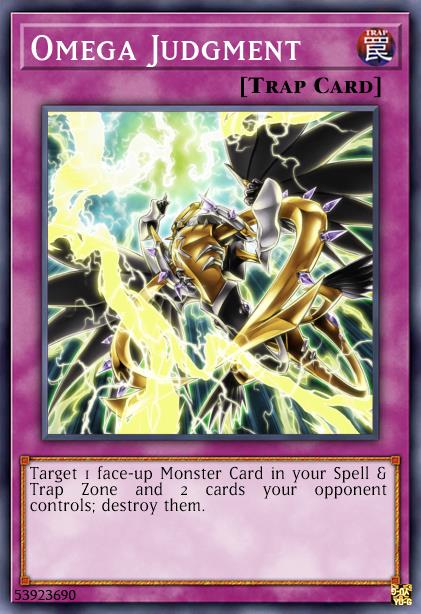 Omega Judgment
TRAP
罠
[Trap Card]
Target 1 face-up Monster Card in your Spell &
Trap Zone and 2 cards your opponent
controls; destroy them.
53923690